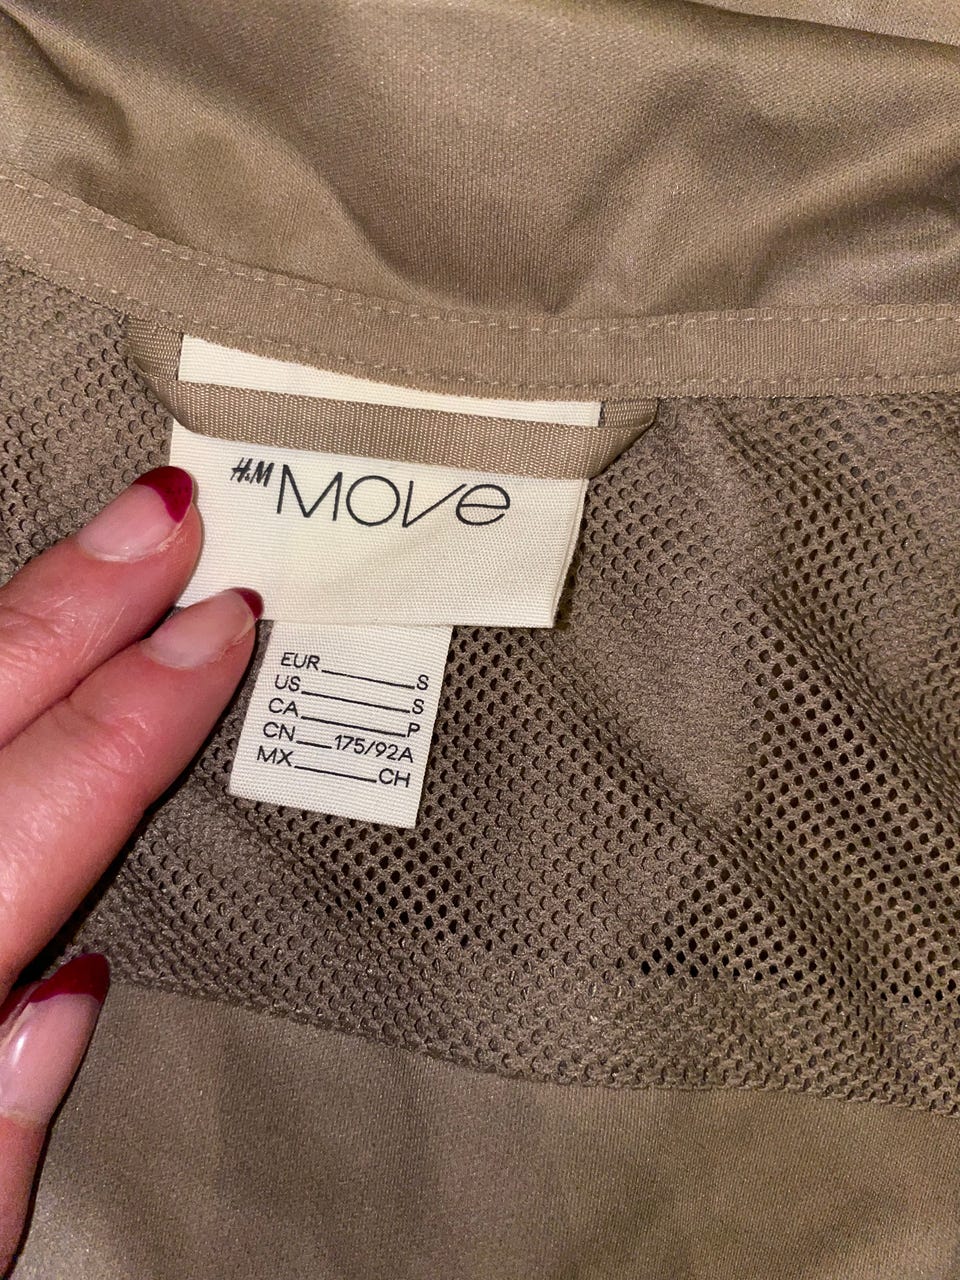 H&M MOVe
EUR S
US S
CA P
CN 175/92A
MX CH